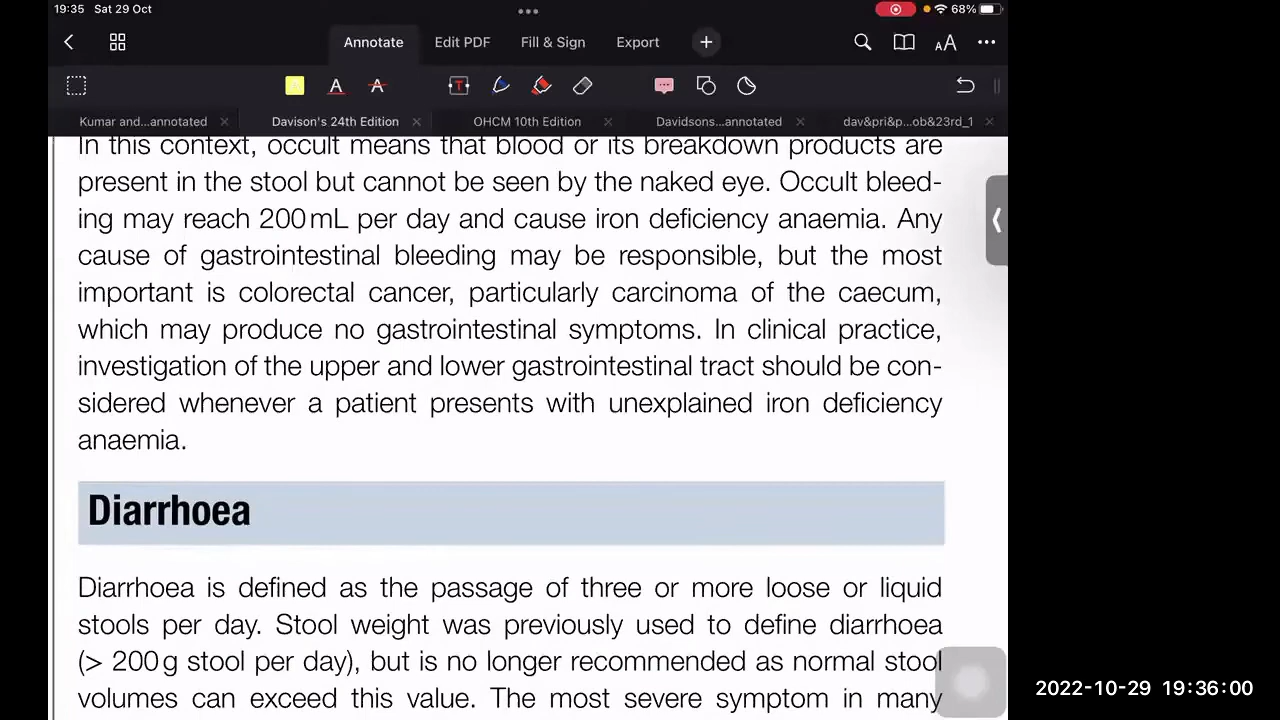 19:35 Sat 29 Oct
68%
Annotate Edit PDF Fill & Sign Export +
AA
A T
Kumar and...annotated × Davison's 24th Edition × OHCM 10th Edition × Davidsons...annotated × dav&pri&p...ob&23rd_1 ×
In this context, occult means that blood or its breakdown products are
present in the stool but cannot be seen by the naked eye. Occult bleed-
ing may reach 200 mL per day and cause iron deficiency anaemia. Any
cause of gastrointestinal bleeding may be responsible, but the most
important is colorectal cancer, particularly carcinoma of the caecum,
which may produce no gastrointestinal symptoms. In clinical practice,
investigation of the upper and lower gastrointestinal tract should be con-
sidered whenever a patient presents with unexplained iron deficiency
anaemia.
Diarrhoea
Diarrhoea is defined as the passage of three or more loose or liquid
stools per day. Stool weight was previously used to define diarrhoea
(> 200 g stool per day), but is no longer recommended as normal stool
volumes can exceed this value. The most severe symptom in many
2022-10-29 19:36:00